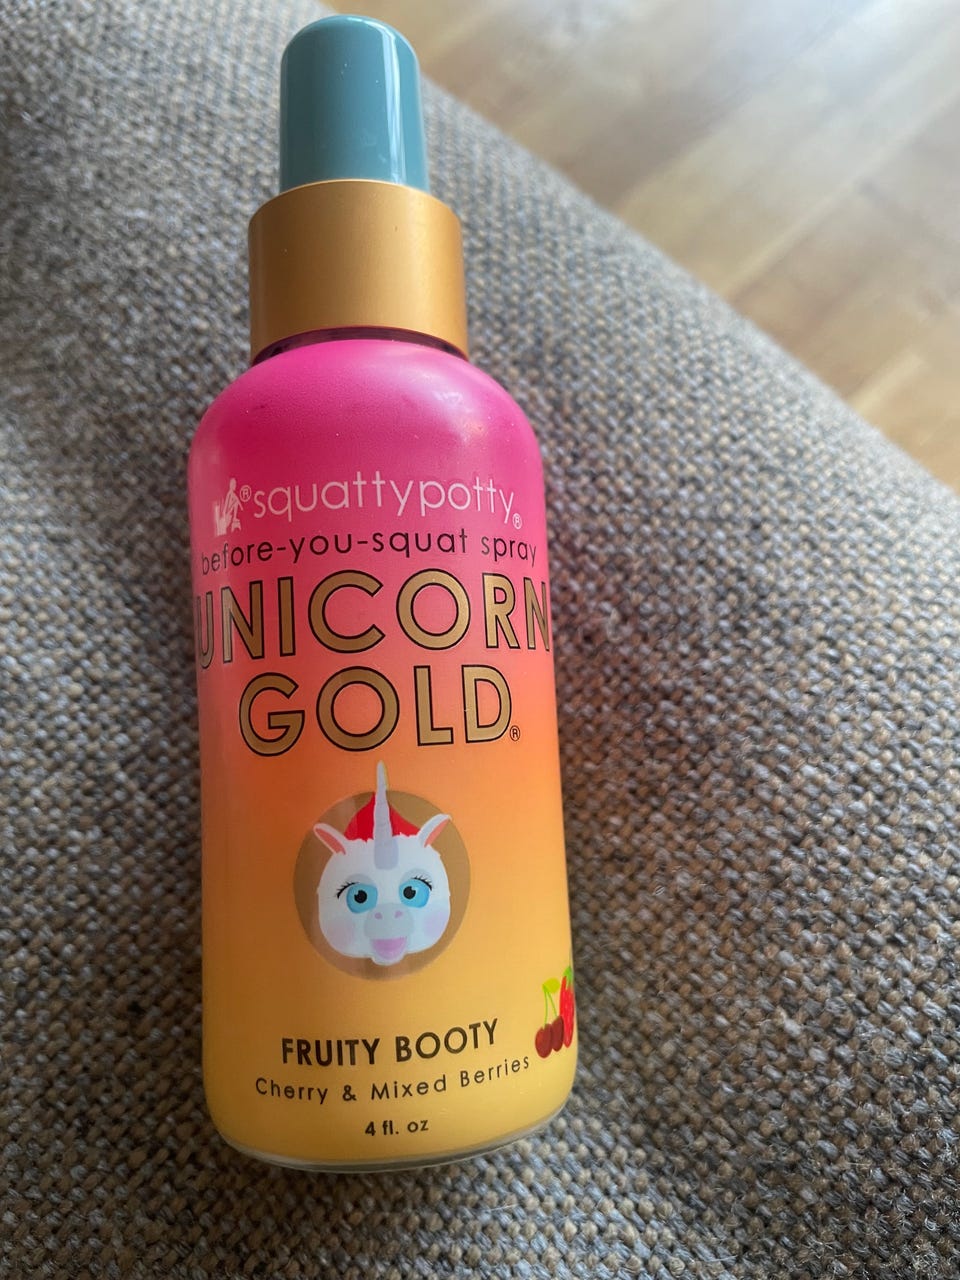 ®squattypotty®
before-you-squat spray
UNICORN
GOLD®
FRUITY BOOTY
Cherry & Mixed Berries
4 fl. oz